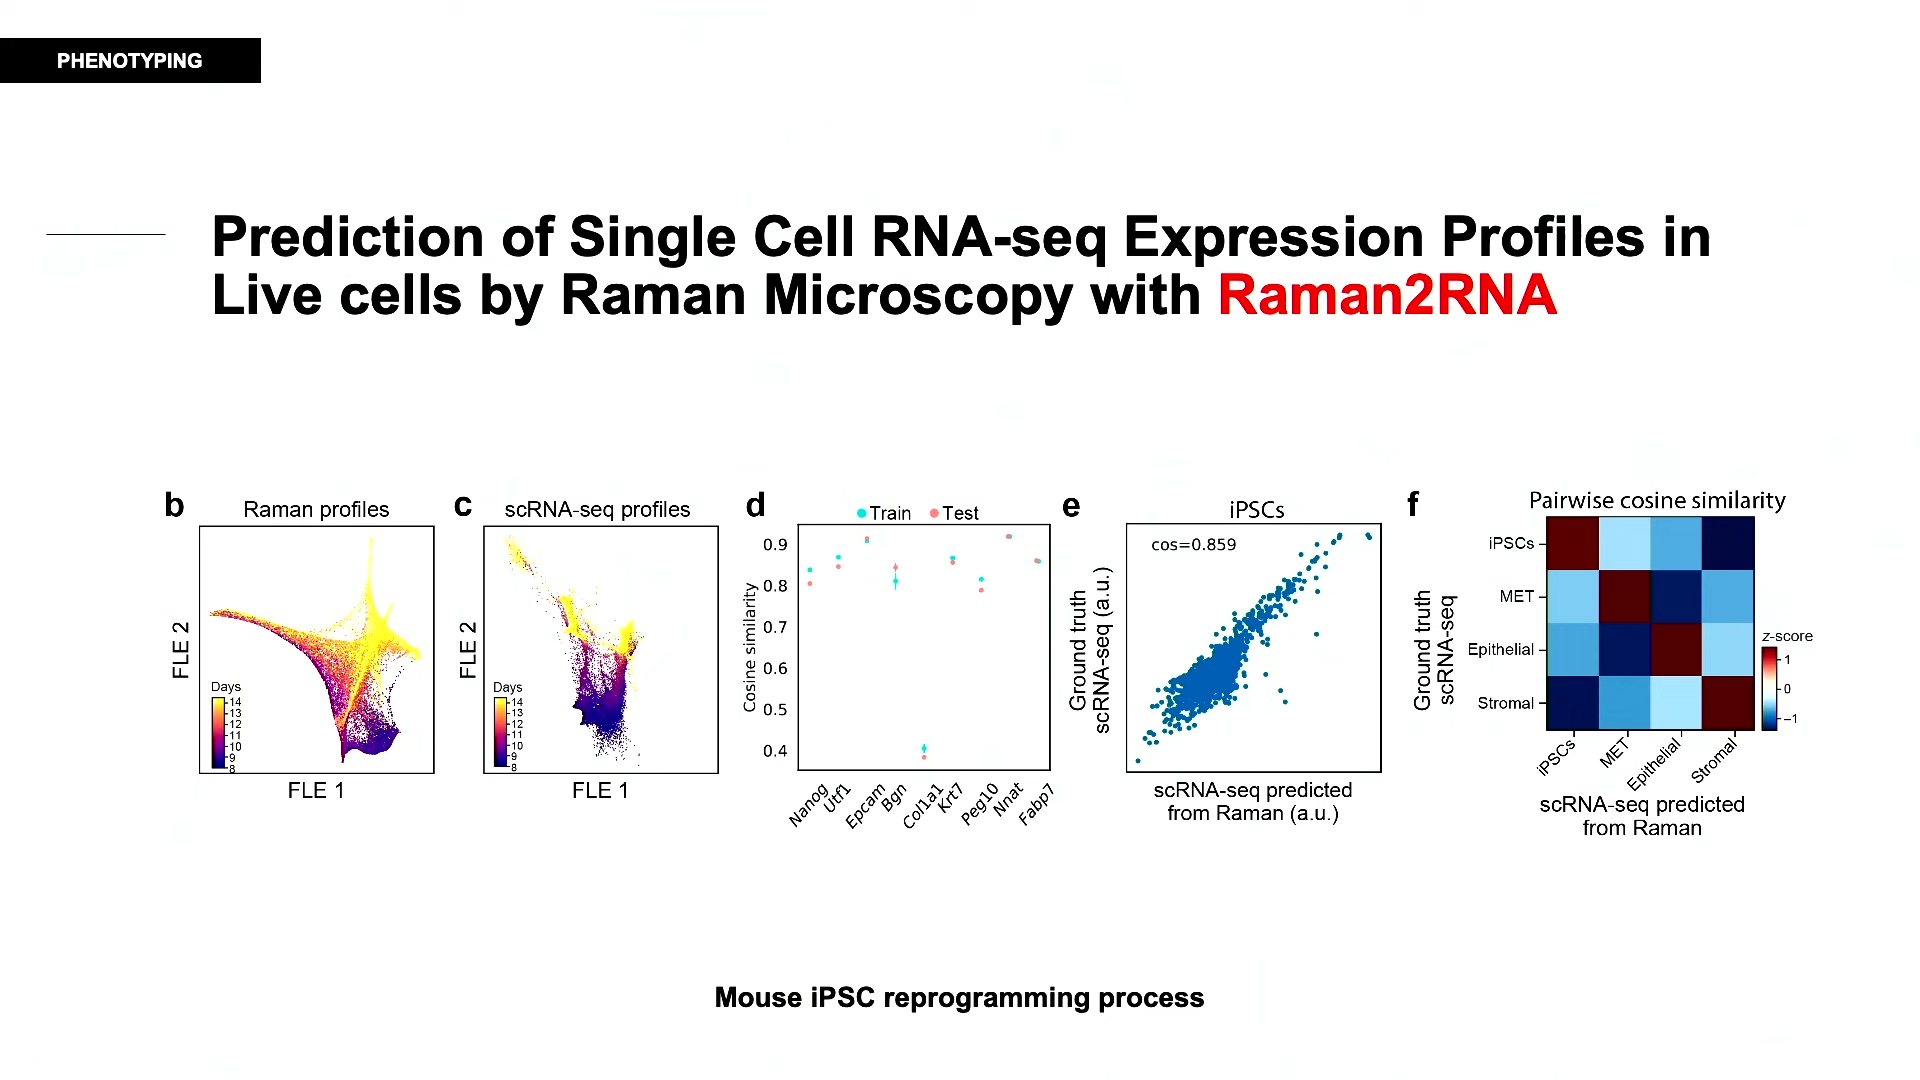 PHENOTYPING
Prediction of Single Cell RNA-seq Expression Profiles in
Live cells by Raman Microscopy with Raman2RNA
b
Raman profiles
FLE 2
Days
14
13
12
11
10
9
8
FLE 1
c
scRNA-seq profiles
FLE 2
Days
14
13
12
11
10
9
8
FLE 1
d
Train
Test
Cosine similarity
0.9
0.8
0.7
0.6
0.5
0.4
Nanog
Utf1
Epcam
Bgn
Col1a1
Krt7
Peg10
Nnat
Fabp7
e
iPSCs
cos=0.859
Ground truth
scRNA-seq (a.u.)
scRNA-seq predicted
from Raman (a.u.)
f
Pairwise cosine similarity
Ground truth
scRNA-seq
iPSCs
MET
Epithelial
Stromal
z-score
1
0
−1
iPSCs
MET
Epithelial
Stromal
scRNA-seq predicted
from Raman
Mouse iPSC reprogramming process